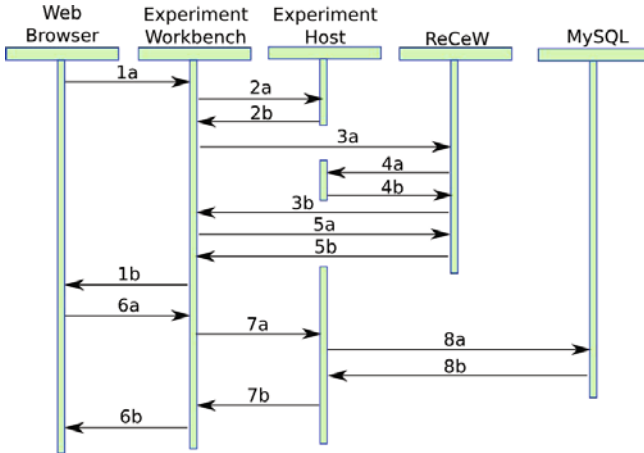 Web
Browser
Experiment
Workbench
Experiment
Host
ReCeW
MySQL
1a
2a
2b
3a
4a
4b
3b
5a
5b
1b
6a
7a
8a
8b
7b
6b